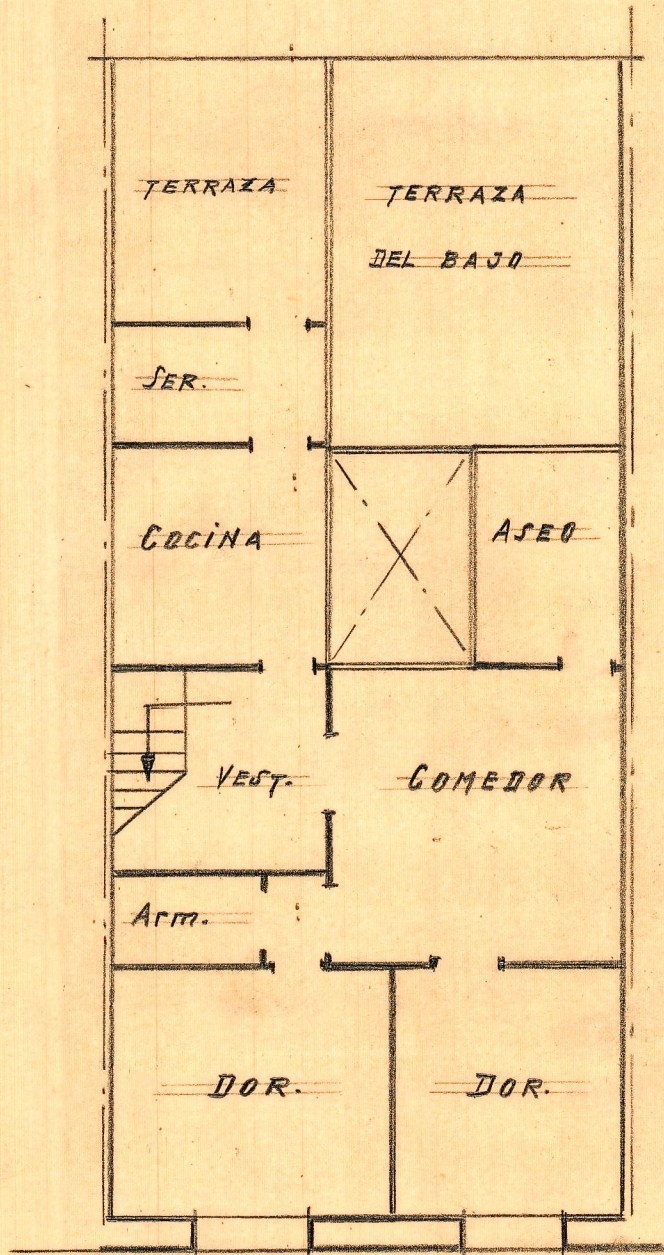 TERRAZA
TERRAZA
DEL BAJO
SER.
COCiNA
ASEO
VEST.
COMEDOR
Arm.
DOR.
DOR.